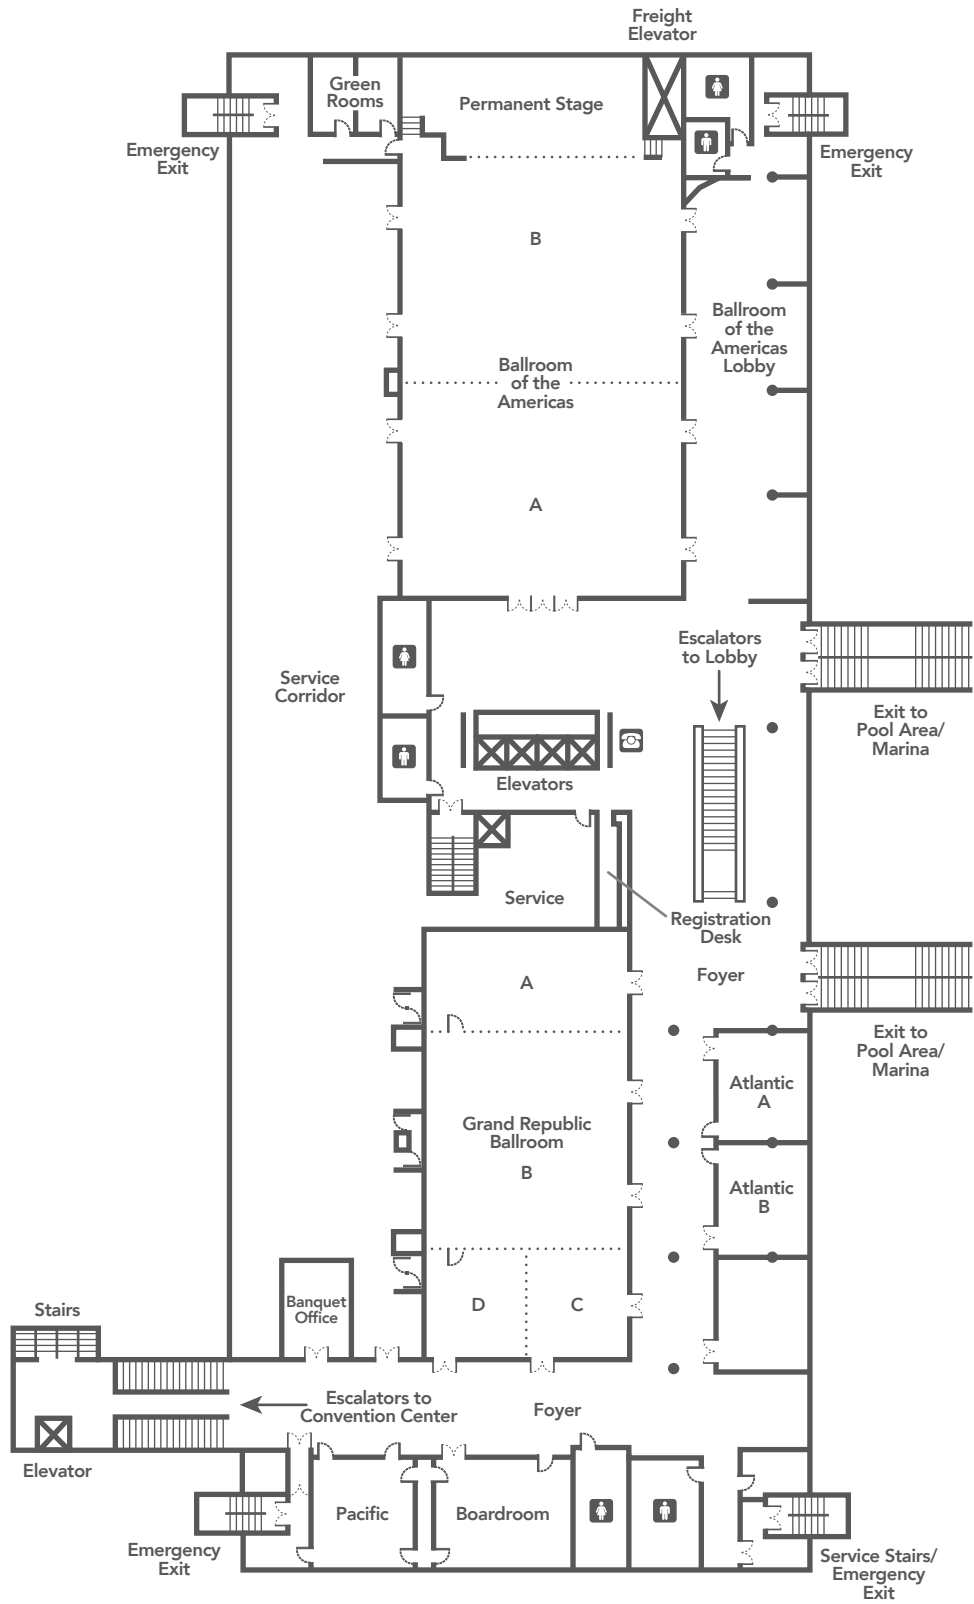 Freight
Elevator
Green
Rooms
Permanent Stage
Emergency
Exit
Emergency
Exit
B
Ballroom
of the
Americas
Lobby
Ballroom
of the
Americas
A
Escalators
to Lobby
Service
Corridor
Exit to
Pool Area/
Marina
Elevators
Service
Registration
Desk
Foyer
A
Exit to
Pool Area/
Marina
Atlantic
A
Grand Republic
Ballroom
B
Atlantic
B
D
C
Banquet
Office
Stairs
Escalators to
Convention Center
Foyer
Elevator
Pacific
Boardroom
Emergency
Exit
Service Stairs/
Emergency
Exit